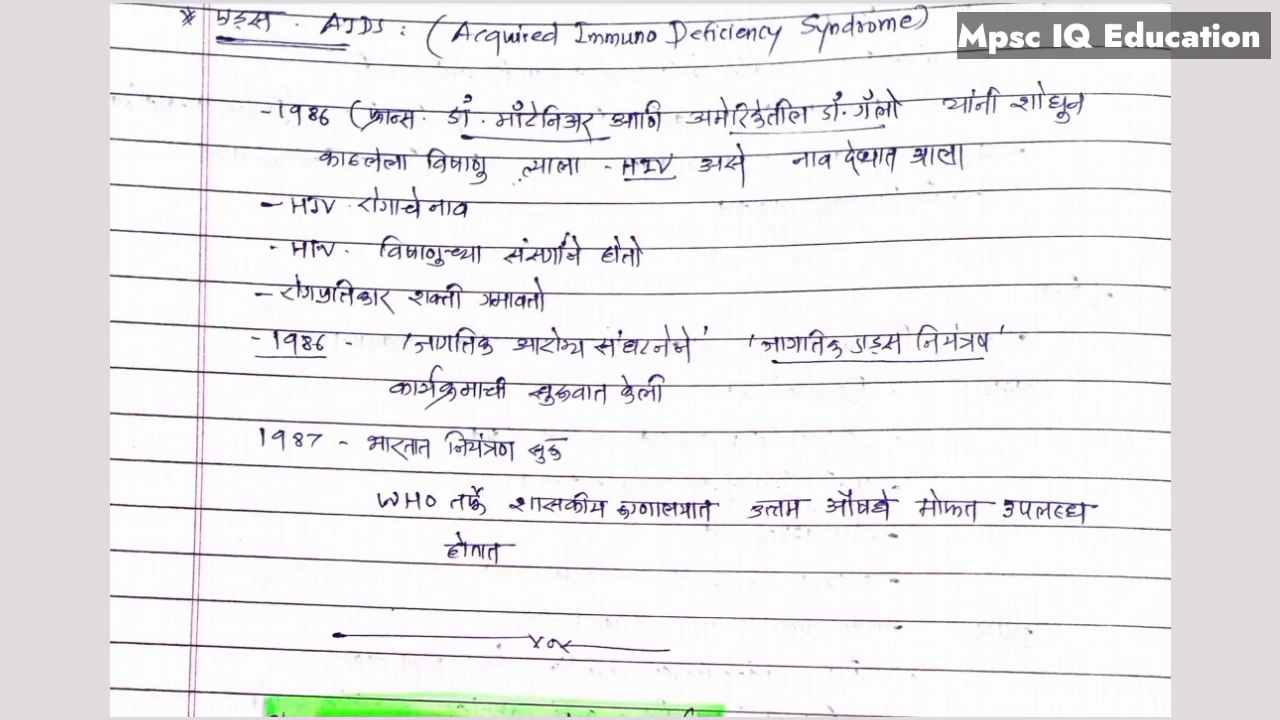 * एड्स. AIDS : (Acquired Immuno Deficiency Syndrome)
Mpsc IQ Education
- 1986 (फ्रान्स. डॉ. माँटेनिअर आणि अमेरिकेतील डॉ. गॅलो यांनी शोधून
काढलेला विषाणु त्याला - HIV असे नाव देण्यात आला
- HIV रोगाचे नाव
- HIV. विषाणुच्या संसर्गाने होतो
- रोगप्रतिकार शक्ती गमावतो
- 1986 - 'जागतिक आरोग्य संघटनेने' 'जागतिक एड्स नियंत्रण'
कार्यक्रमाची सुरुवात केली
1987 - भारतात नियंत्रण सुरु
WHO तर्फे शासकीय रुग्णालयात उत्तम औषधे मोफत उपलब्ध
होतात